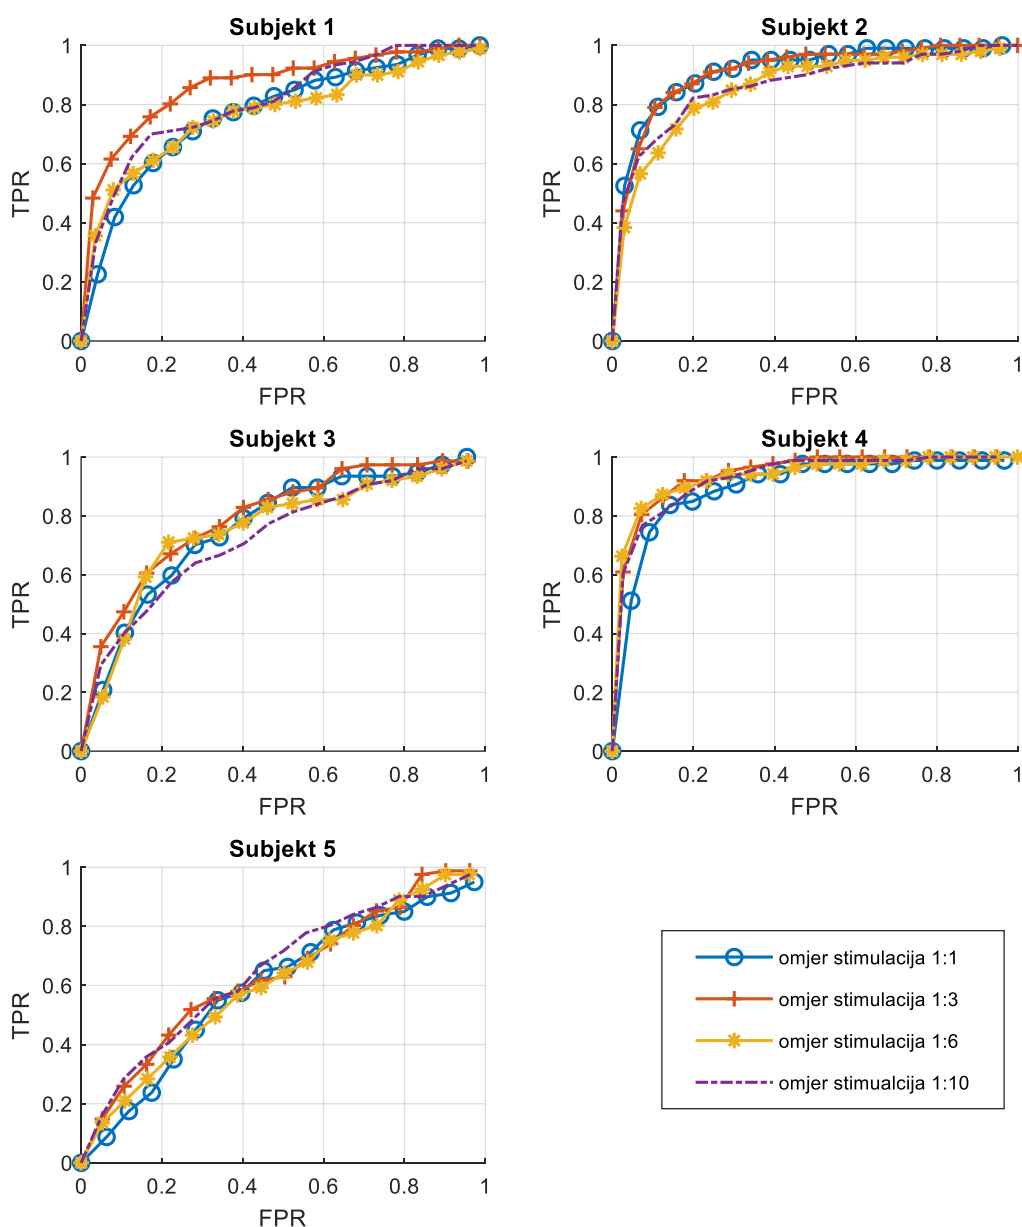 Subjekt 1
1
0.8
0.6
0.4
0.2
0
TPR
0 0.2 0.4 0.6 0.8 1
FPR
Subjekt 2
1
0.8
0.6
0.4
0.2
0
TPR
0 0.2 0.4 0.6 0.8 1
FPR
Subjekt 3
1
0.8
0.6
0.4
0.2
0
TPR
0 0.2 0.4 0.6 0.8 1
FPR
Subjekt 4
1
0.8
0.6
0.4
0.2
0
TPR
0 0.2 0.4 0.6 0.8 1
FPR
Subjekt 5
1
0.8
0.6
0.4
0.2
0
TPR
0 0.2 0.4 0.6 0.8 1
FPR
omjer stimulacija 1:1
omjer stimulacija 1:3
omjer stimulacija 1:6
omjer stimualcija 1:10